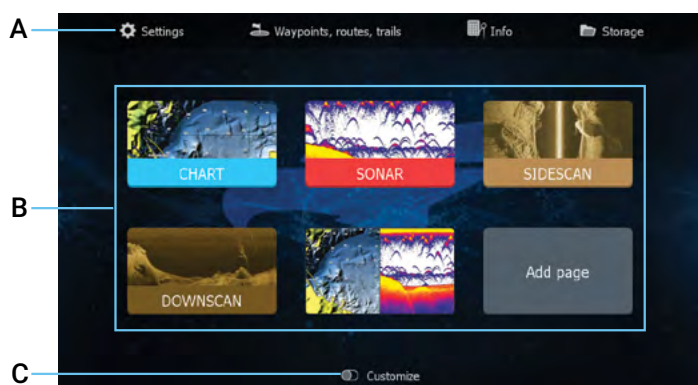 A
Settings
Waypoints, routes, trails
Info
Storage
CHART
SONAR
SIDESCAN
B
DOWNSCAN
Add page
C
Customize